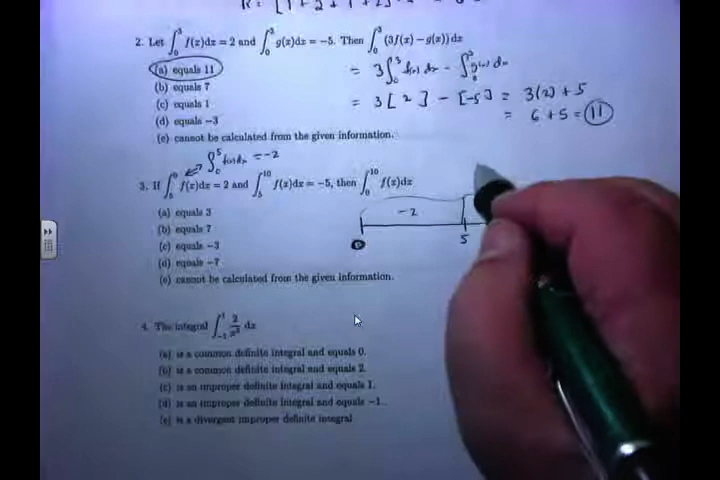 R = [1 + 2 + 1 + 2]
2. Let ∫₀³ f(x)dx = 2 and ∫₀³ g(x)dx = −5. Then ∫₀³ (3f(x) − g(x)) dx
(a) equals 11
= 3∫₀³ f(x) dx − ∫₀³ g(x) dx
(b) equals 7
= 3[2] − [−5] = 3(2) + 5
(c) equals 1
= 6 + 5 = 11
(d) equals −3
(e) cannot be calculated from the given information.
∫₀⁵ f(x)dx = −2
3. If ∫₅⁰ f(x)dx = 2 and ∫₅¹⁰ f(x)dx = −5, then ∫₀¹⁰ f(x)dx
(a) equals 3
−2
(b) equals 7
0 5
(c) equals −3
(d) equals −7
(e) cannot be calculated from the given information.
4. The integral ∫₋₁¹ 2/x² dx
(a) is a common definite integral and equals 0.
(b) is a common definite integral and equals 2.
(c) is an improper definite integral and equals 1.
(d) is an improper definite integral and equals −1.
(e) is a divergent improper definite integral